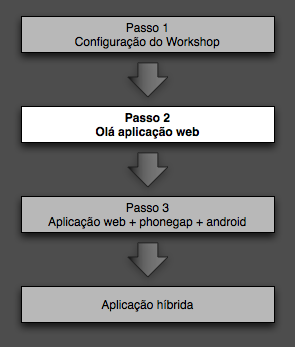 Passo 1
Configuração do Workshop
Passo 2
Olá aplicação web
Passo 3
Aplicação web + phonegap + android
Aplicação híbrida